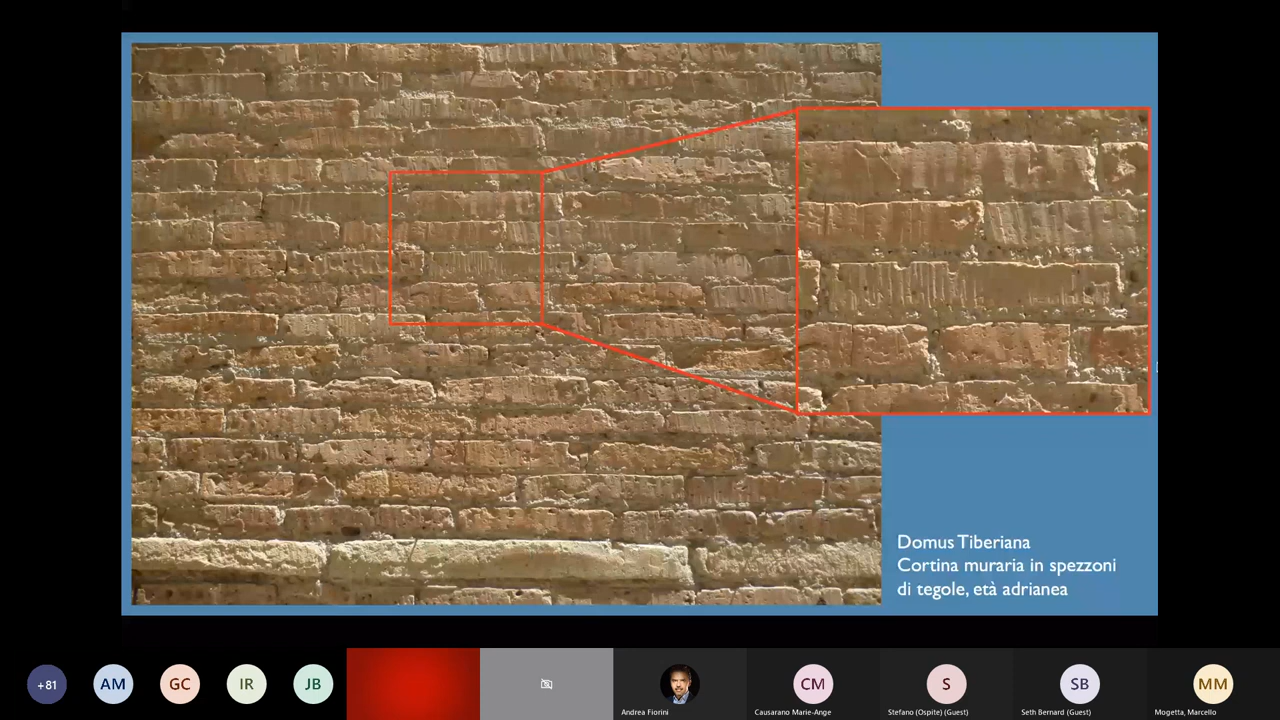 Domus Tiberiana
Cortina muraria in spezzoni
di tegole, età adrianea
+81
AM
GC
IR
JB
Andrea Fiorini
CM
Causarano Marie-Ange
S
Stefano (Ospite) (Guest)
SB
Seth Bernard (Guest)
MM
Mogetta, Marcello